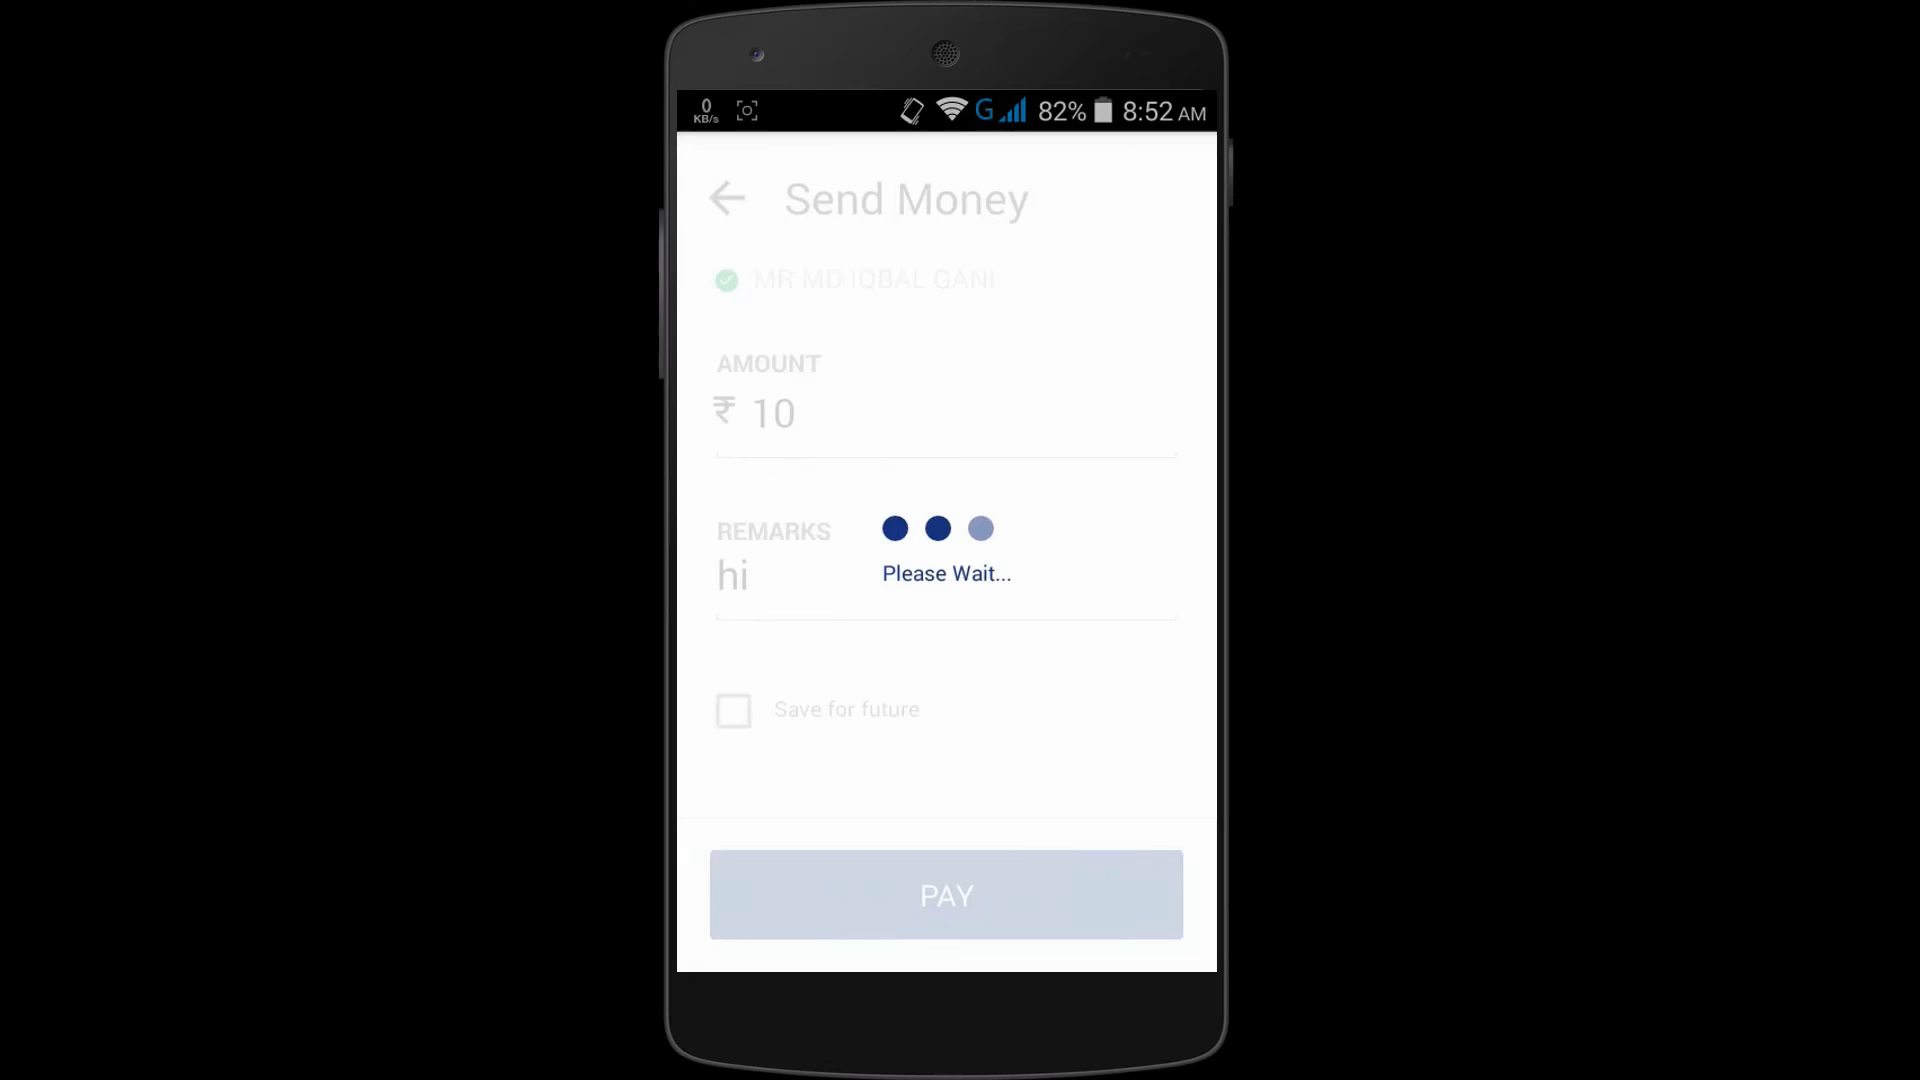 0
KB/s
G
82%
8:52 AM
Send Money
MR MD IQBAL GANI
AMOUNT
₹ 10
REMARKS
hi
Please Wait...
Save for future
PAY